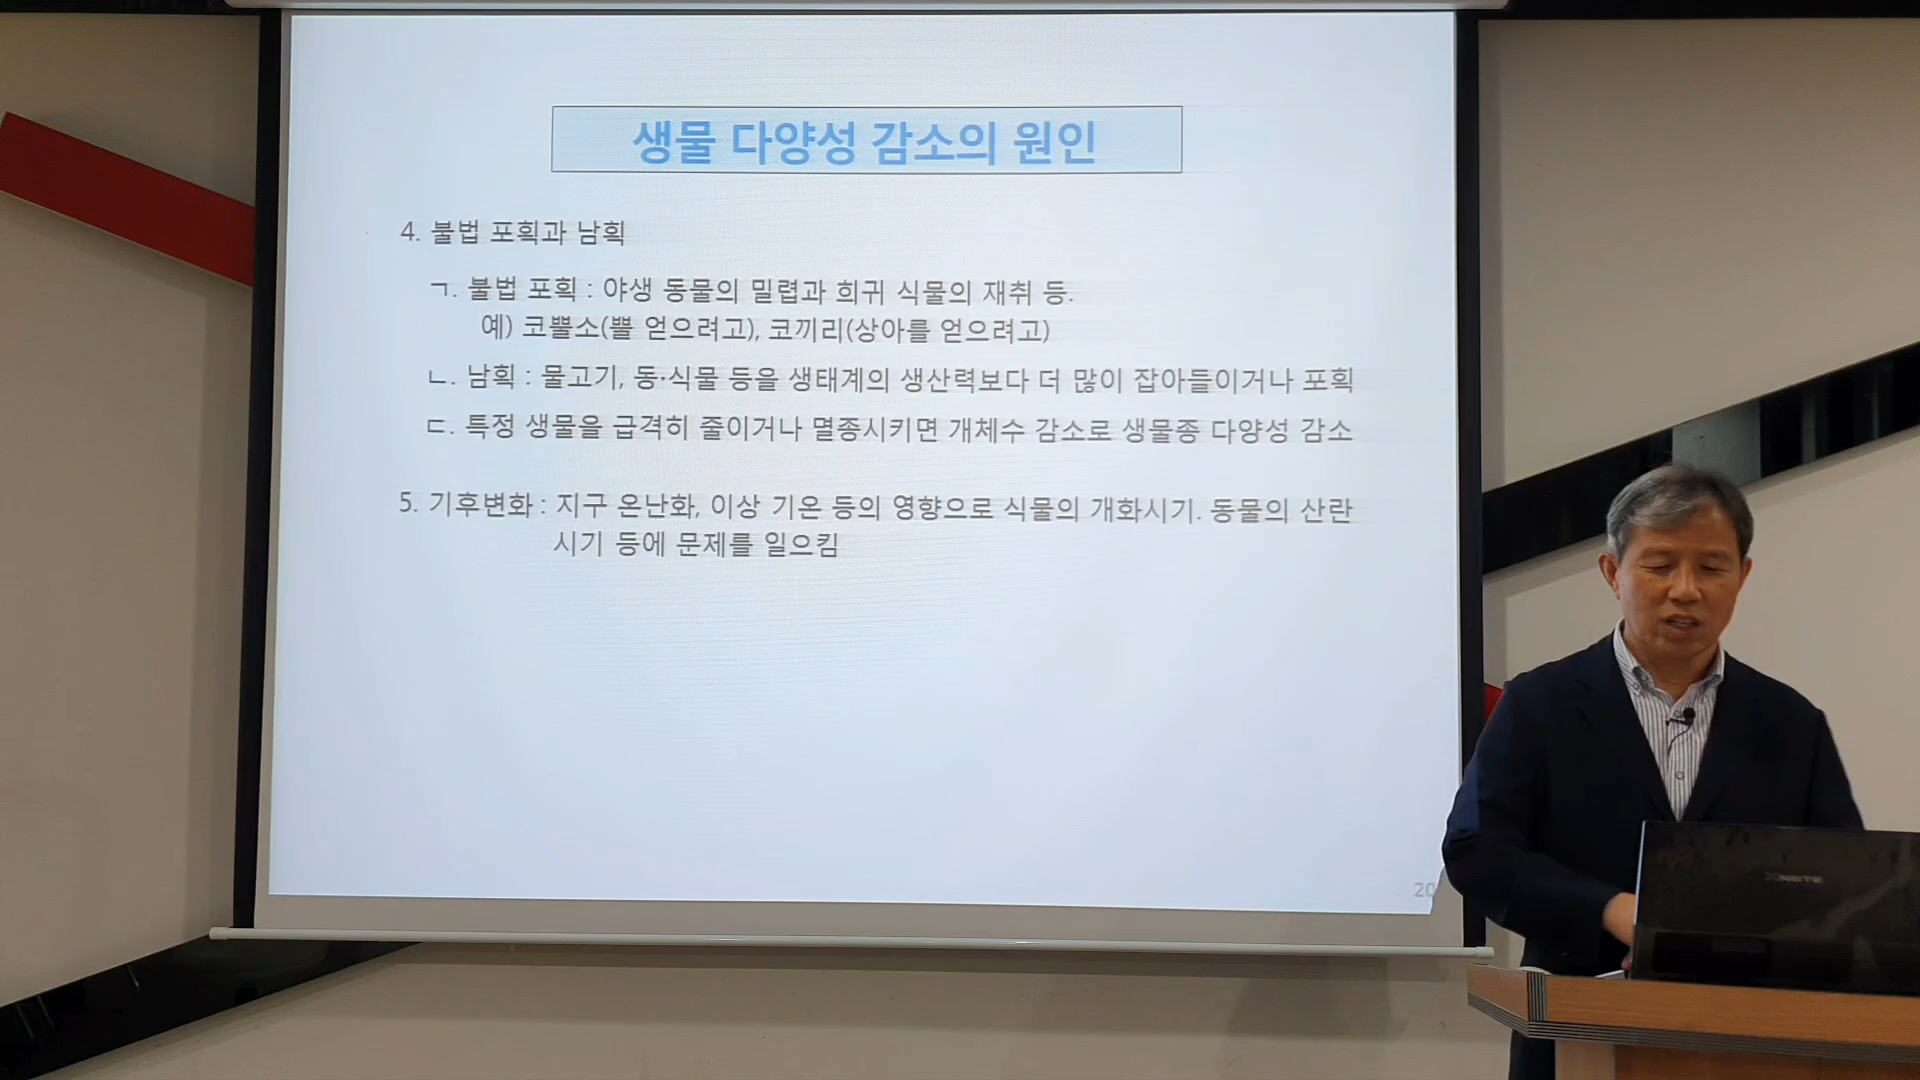 생물 다양성 감소의 원인
4. 불법 포획과 남획
ㄱ. 불법 포획 : 야생 동물의 밀렵과 희귀 식물의 재취 등.
예) 코뿔소(뿔 얻으려고), 코끼리(상아를 얻으려고)
ㄴ. 남획 : 물고기, 동·식물 등을 생태계의 생산력보다 더 많이 잡아들이거나 포획
ㄷ. 특정 생물을 급격히 줄이거나 멸종시키면 개체수 감소로 생물종 다양성 감소
5. 기후변화 : 지구 온난화, 이상 기온 등의 영향으로 식물의 개화시기. 동물의 산란
시기 등에 문제를 일으킴
20
XNOTE